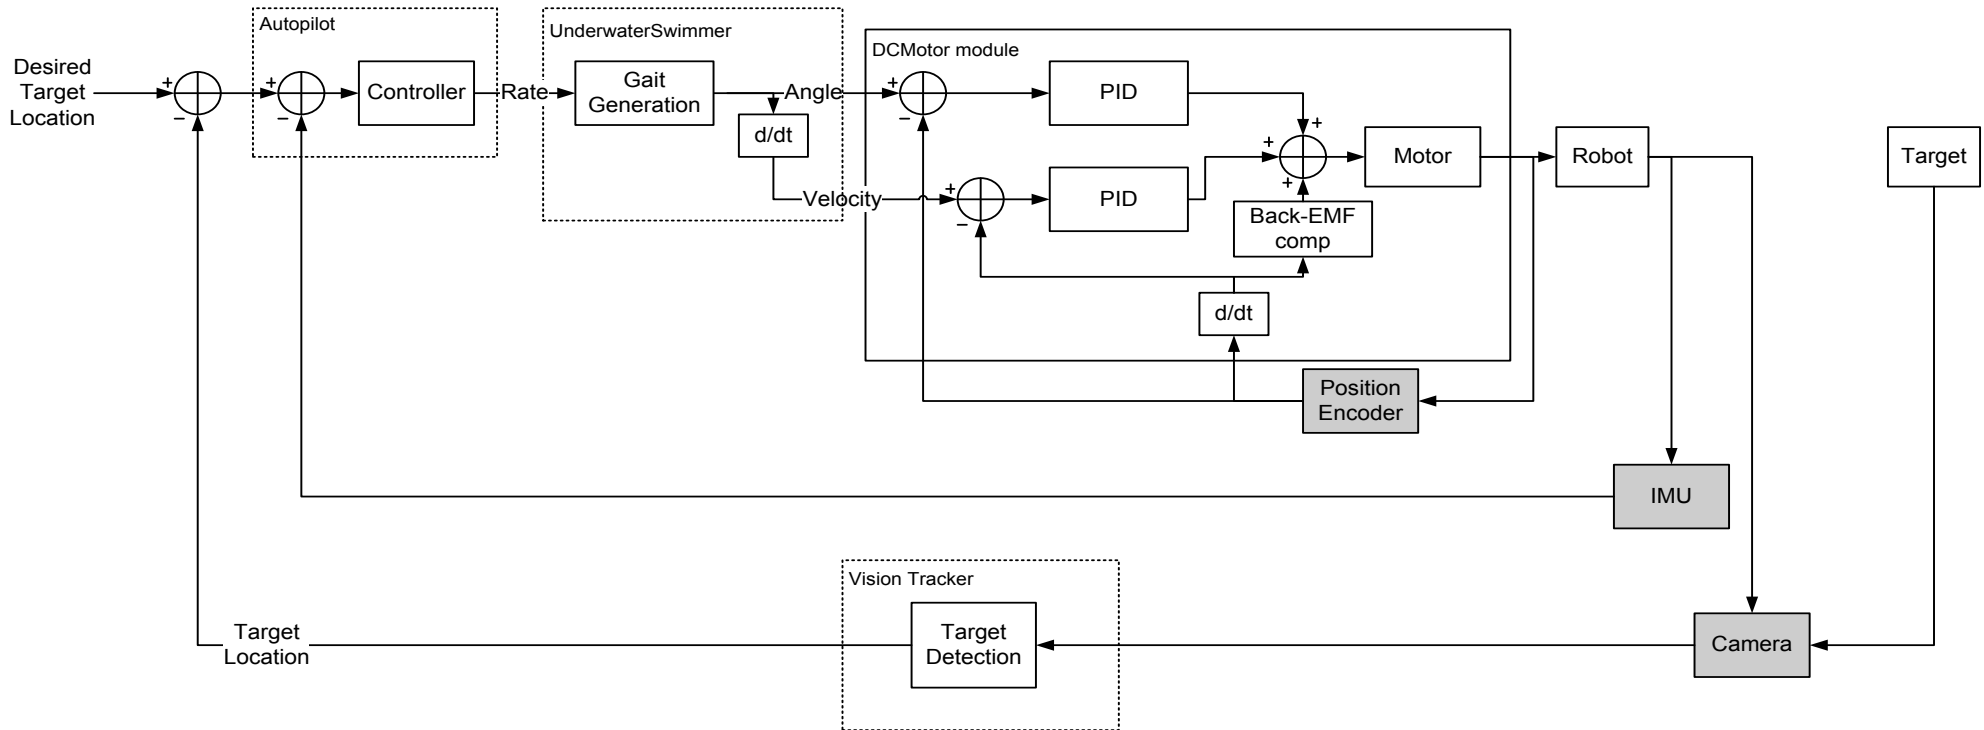 Autopilot
UnderwaterSwimmer
DCMotor module
Desired
Target
Location
+
−
+
−
Controller
Rate
Gait
Generation
Angle
d/dt
Velocity
+
−
PID
+
−
PID
+
+
+
Motor
Robot
Target
Back-EMF
comp
d/dt
Position
Encoder
IMU
Vision Tracker
Target
Location
Target
Detection
Camera